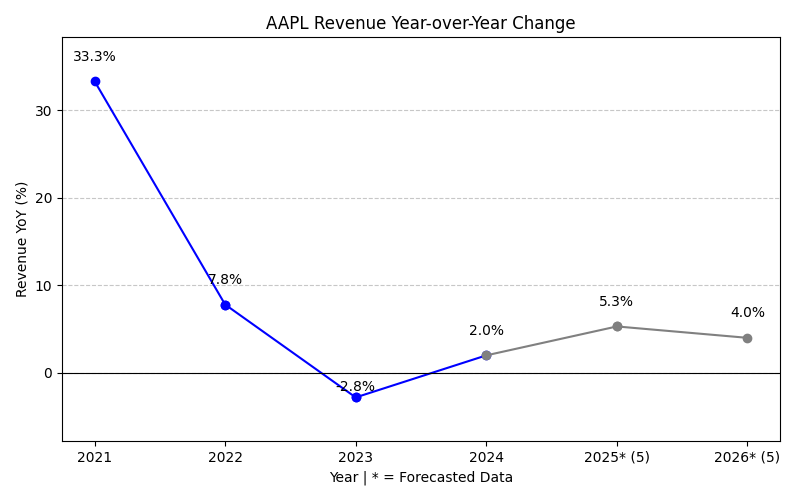 AAPL Revenue Year-over-Year Change
33.3%
30
20
7.8%
10
5.3%
4.0%
2.0%
0
-2.8%
Revenue YoY (%)
2021 2022 2023 2024 2025* (5) 2026* (5)
Year | * = Forecasted Data